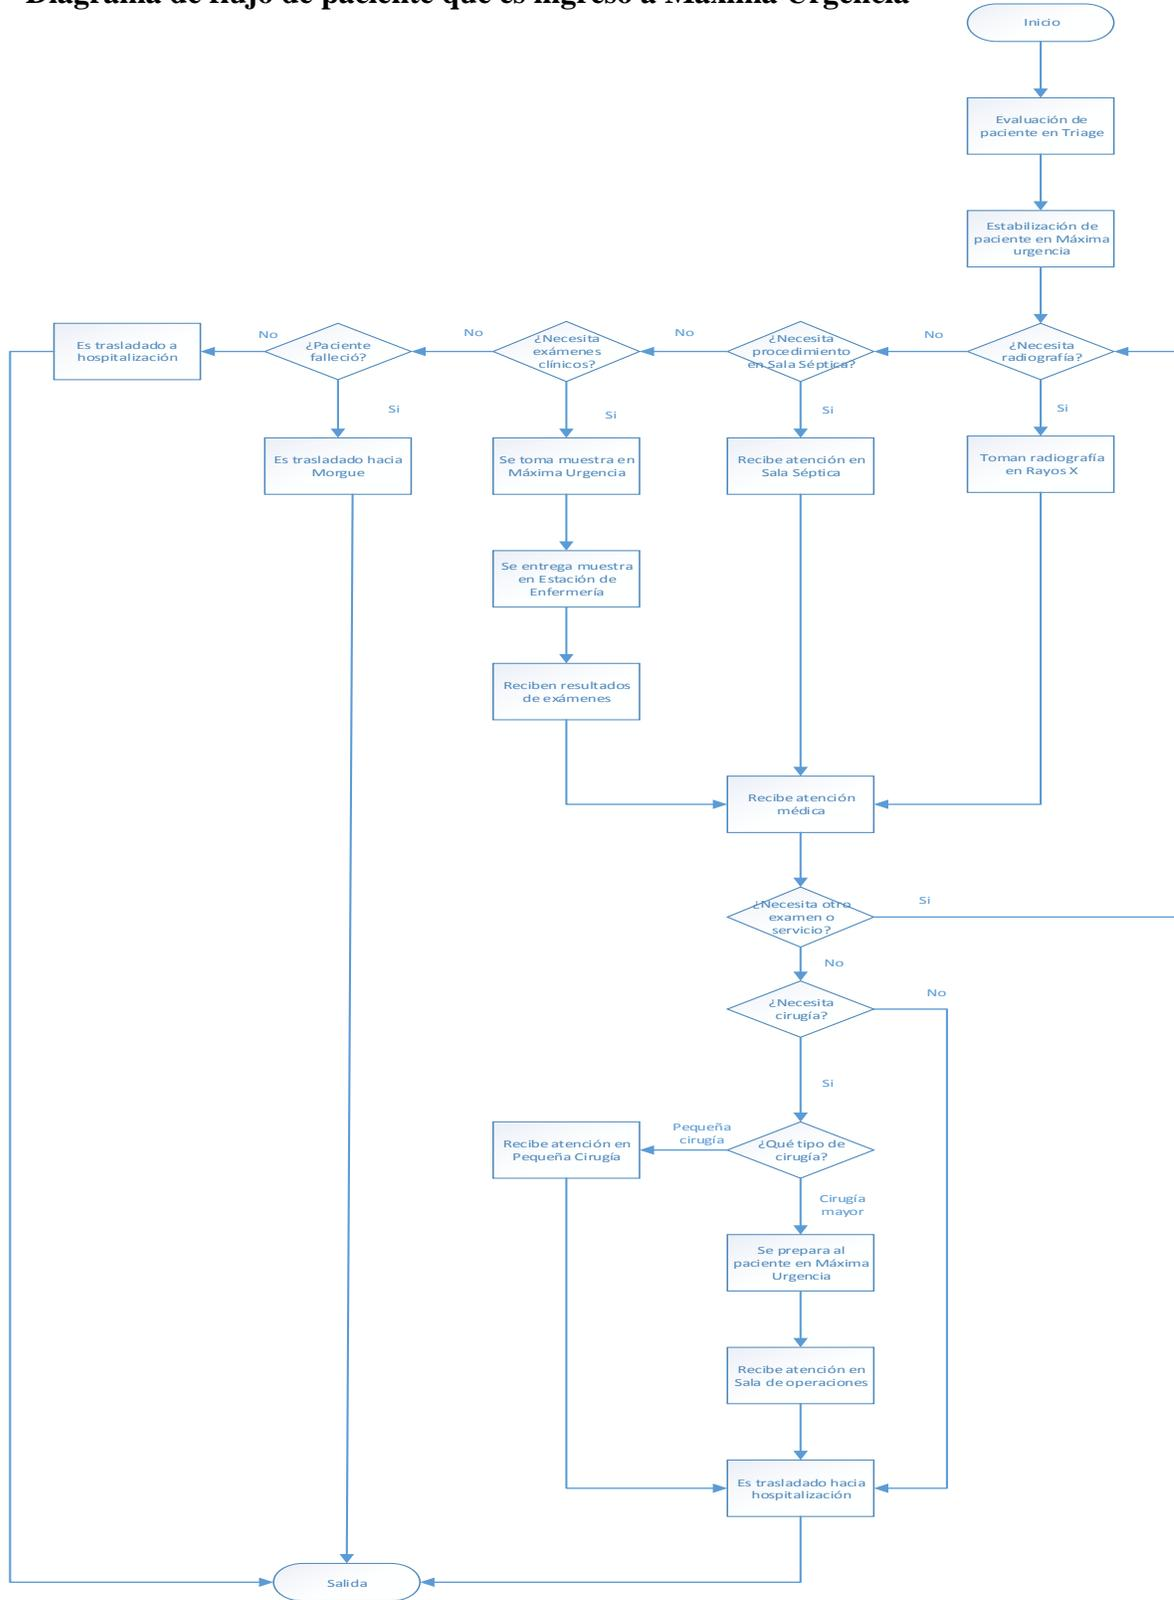 Diagrama de flujo de paciente que es ingreso a Máxima Urgencia
Inicio
Evaluación de
paciente en Triage
Estabilización de
paciente en Máxima
urgencia
Es trasladado a
hospitalización
No
¿Paciente
falleció?
No
¿Necesita
exámenes
clínicos?
No
¿Necesita
procedimiento
en Sala Séptica?
No
¿Necesita
radiografía?
Si
Si
Si
Si
Es trasladado hacia
Morgue
Se toma muestra en
Máxima Urgencia
Recibe atención en
Sala Séptica
Toman radiografía
en Rayos X
Se entrega muestra
en Estación de
Enfermería
Reciben resultados
de exámenes
Recibe atención
médica
¿Necesita otro
examen o
servicio?
Si
No
¿Necesita
cirugía?
No
Si
Recibe atención en
Pequeña Cirugía
Pequeña
cirugía
¿Qué tipo de
cirugía?
Cirugía
mayor
Se prepara al
paciente en Máxima
Urgencia
Recibe atención en
Sala de operaciones
Es trasladado hacia
hospitalización
Salida